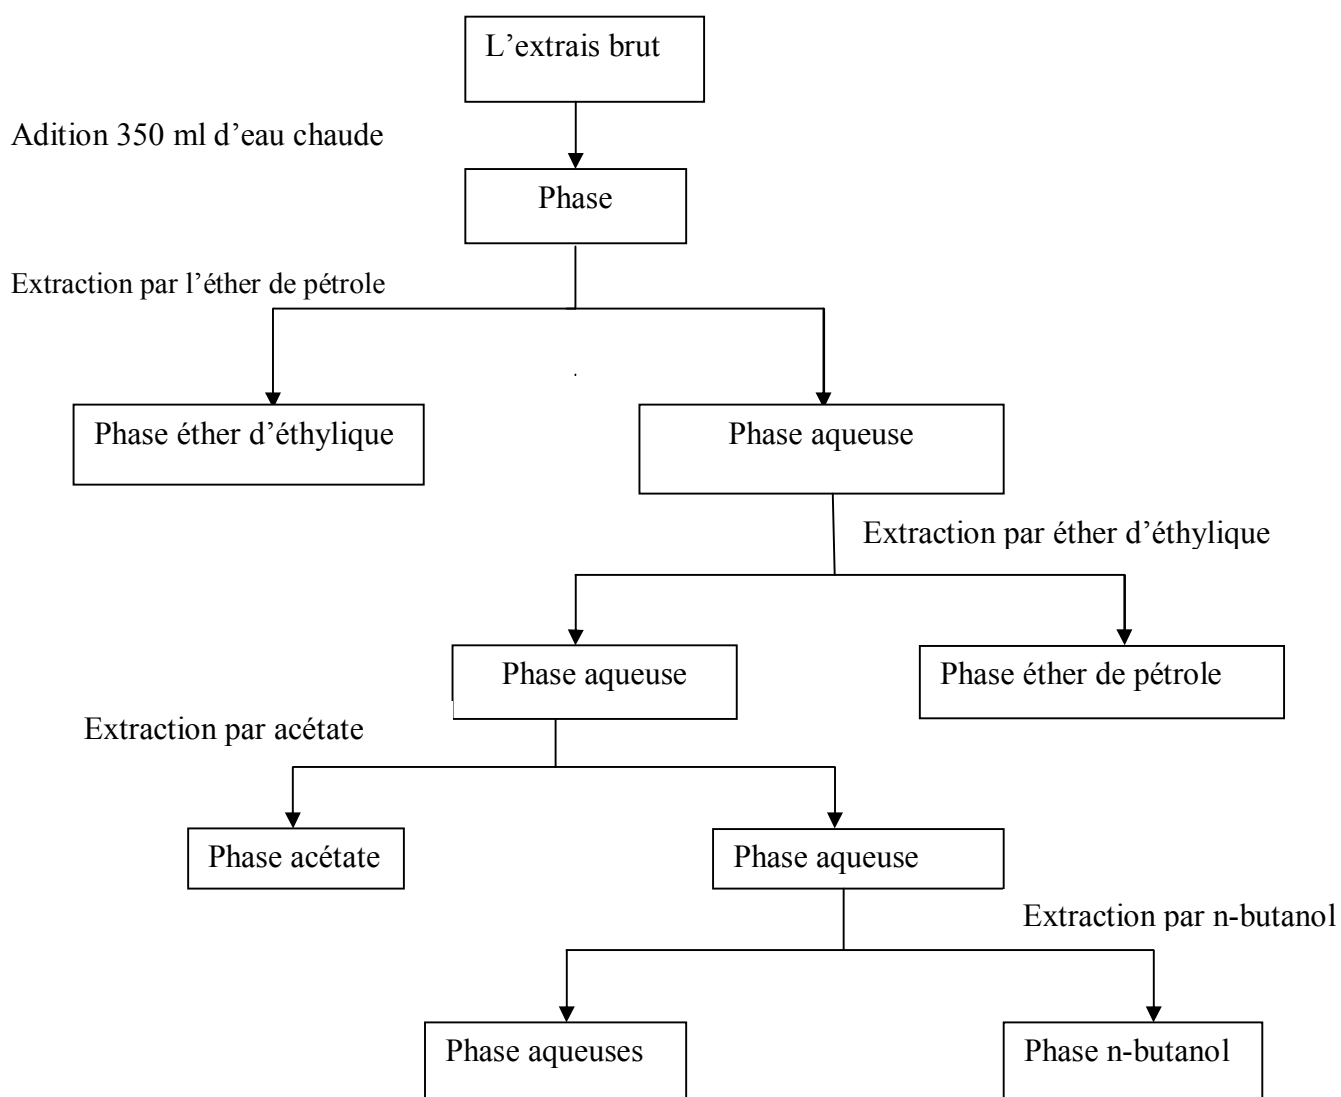 L’extrais brut
Adition 350 ml d’eau chaude
Phase
Extraction par l’éther de pétrole
Phase éther d’éthylique
Phase aqueuse
Extraction par éther d’éthylique
Phase aqueuse
Phase éther de pétrole
Extraction par acétate
Phase acétate
Phase aqueuse
Extraction par n-butanol
Phase aqueuses
Phase n-butanol